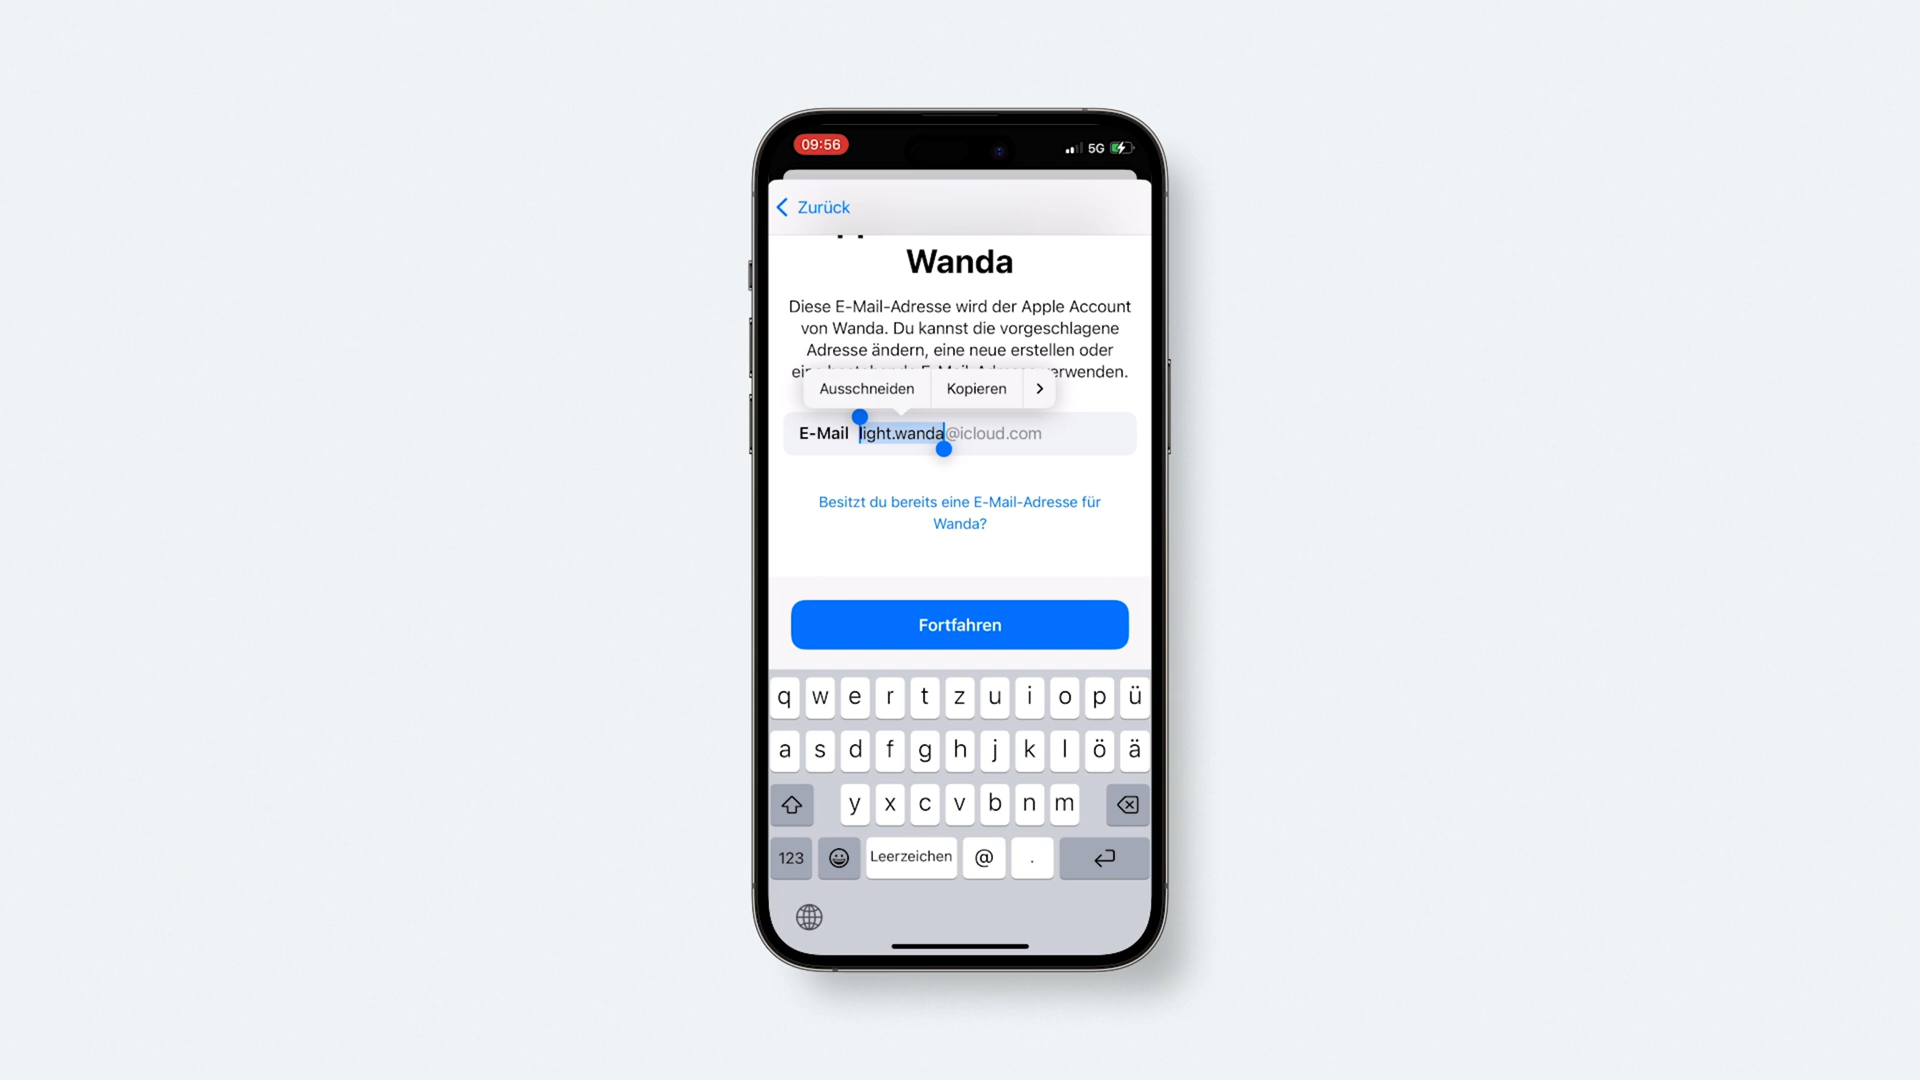 09:56
5G
Zurück
Wanda
Diese E-Mail-Adresse wird der Apple Account
von Wanda. Du kannst die vorgeschlagene
Adresse ändern, eine neue erstellen oder
verwenden.
Ausschneiden Kopieren
E-Mail light.wanda@icloud.com
Besitzt du bereits eine E-Mail-Adresse für
Wanda?
Fortfahren
q w e r t z u i o p ü
a s d f g h j k l ö ä
y x c v b n m
123 Leerzeichen @ .